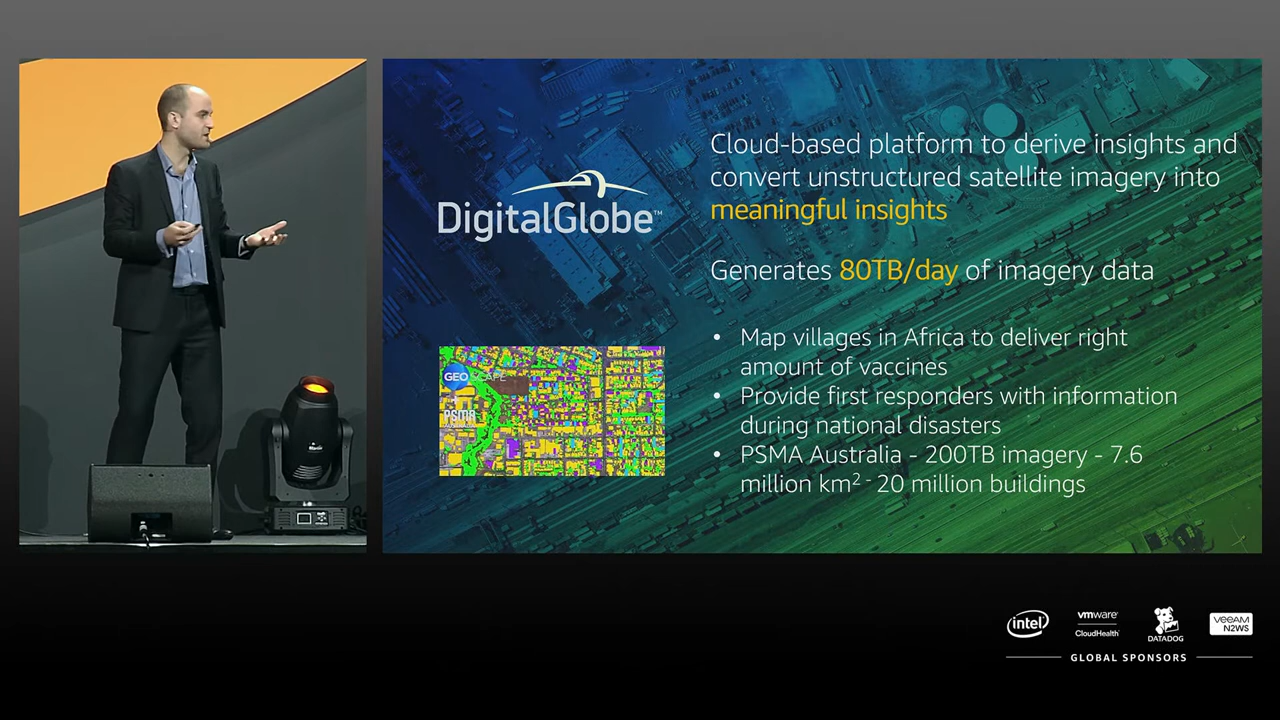 DigitalGlobe™
Cloud-based platform to derive insights and
convert unstructured satellite imagery into
meaningful insights
Generates 80TB/day of imagery data
• Map villages in Africa to deliver right
amount of vaccines
• Provide first responders with information
during national disasters
• PSMA Australia - 200TB imagery - 7.6
million km² - 20 million buildings
GEO
PSMA
intel
vmware
CloudHealth
DATADOG
VEEAM
N2WS
GLOBAL SPONSORS